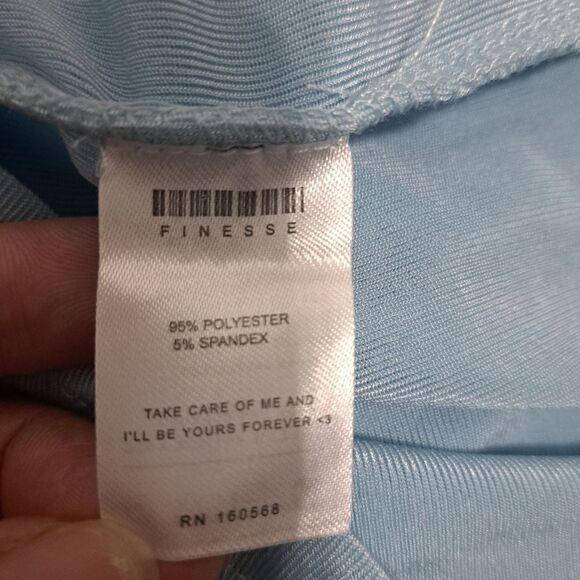 FINESSE
95% POLYESTER
5% SPANDEX
TAKE CARE OF ME AND
I'LL BE YOURS FOREVER <3
RN 160568